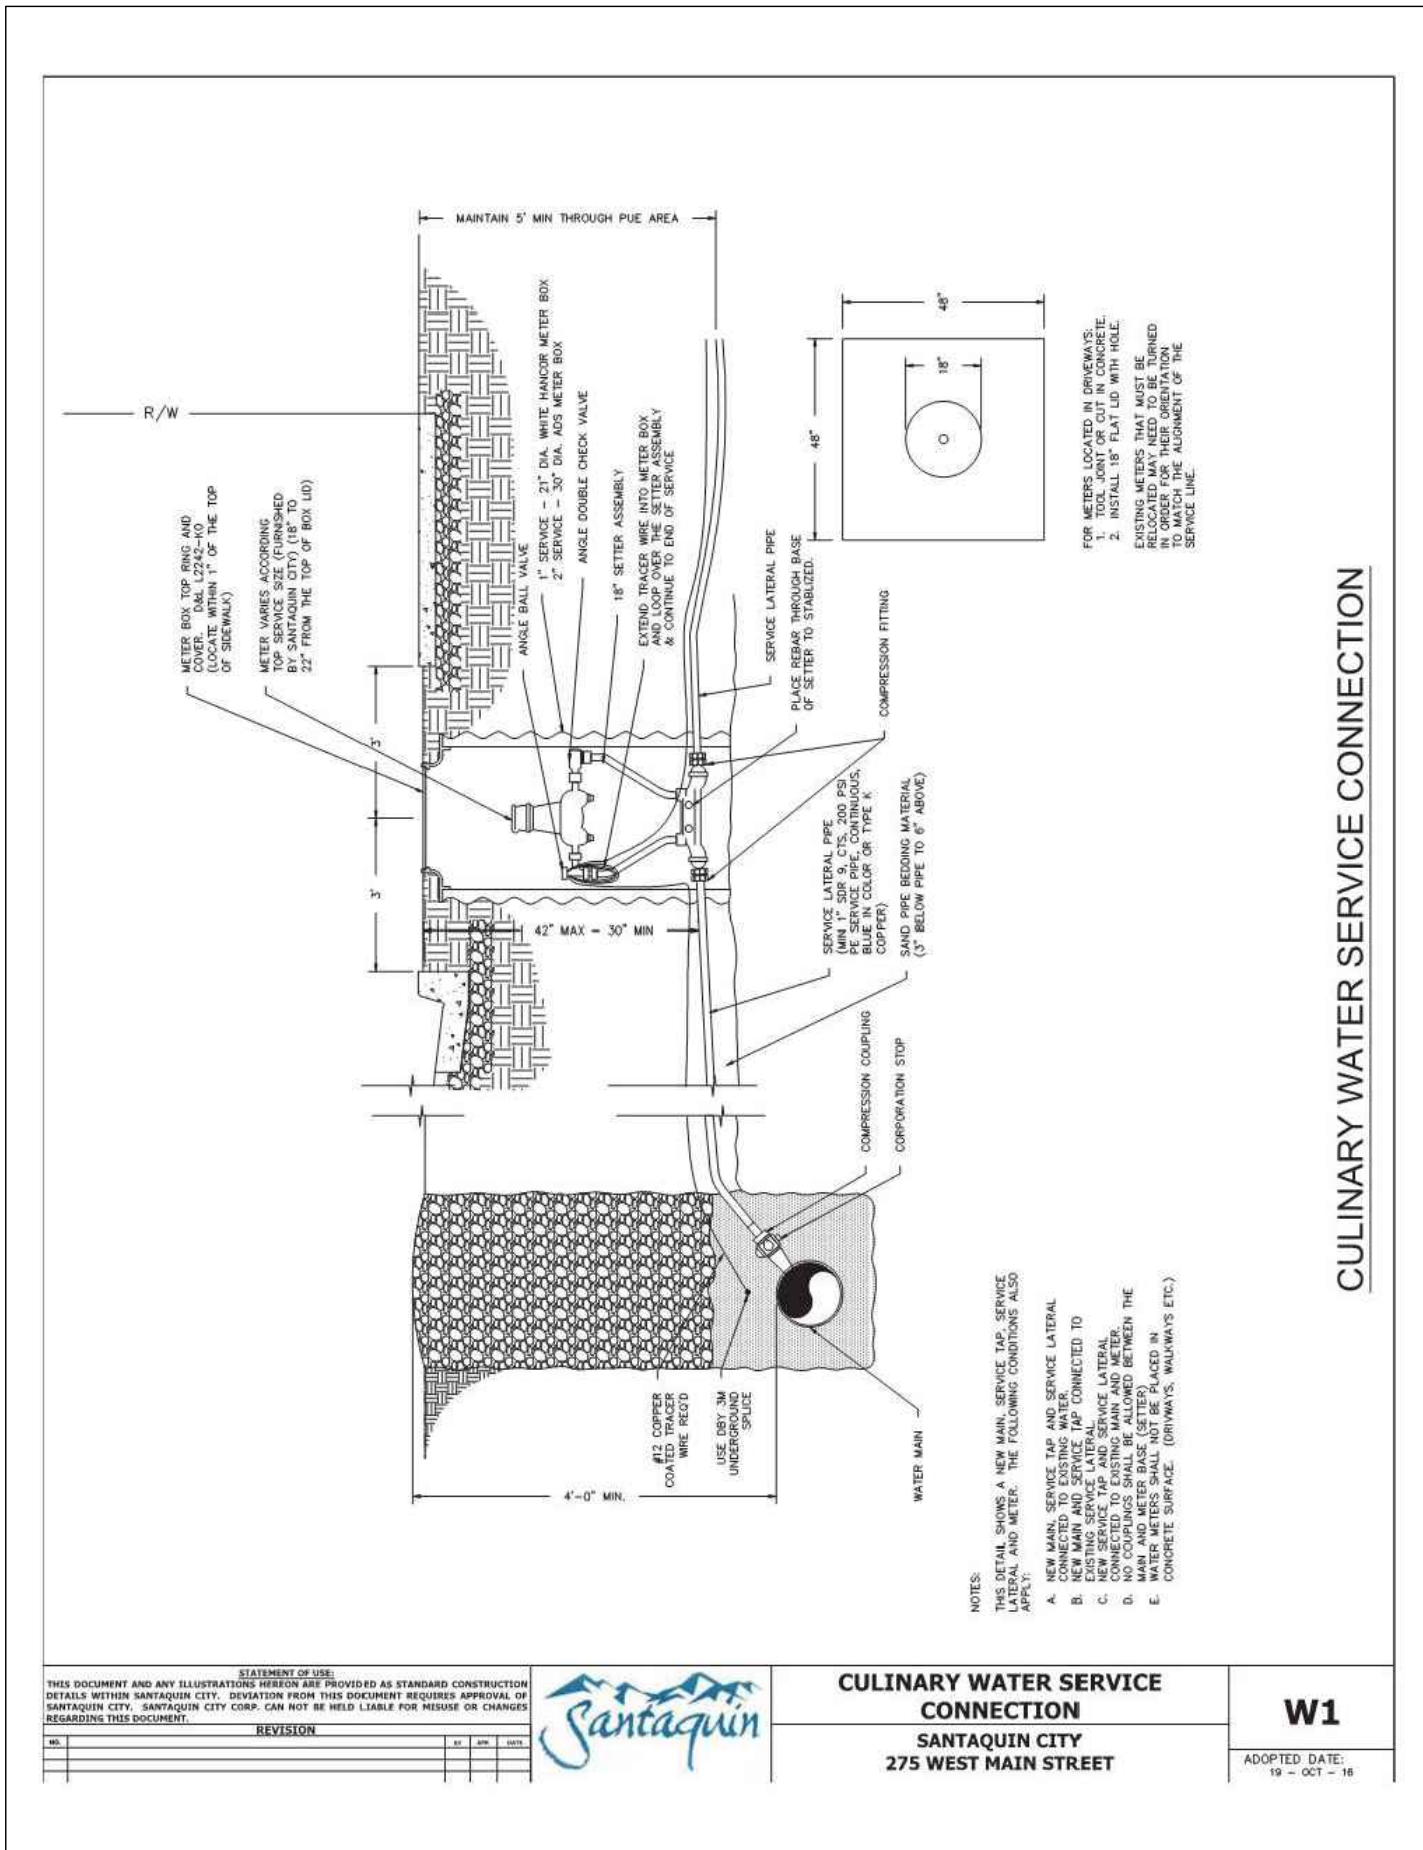 MAINTAIN 5' MIN THROUGH PUE AREA
R/W
METER BOX TOP RING AND
COVER. D&L L2242-KO
(LOCATE WITHIN 1" OF THE TOP
OF SIDEWALK)
METER VARIES ACCORDING
TOP SERVICE SIZE (FURNISHED
BY SANTAQUIN CITY) (18" TO
22" FROM THE TOP OF BOX LID)
ANGLE BALL VALVE
1" SERVICE - 21" DIA. WHITE HANCOR METER BOX
2" SERVICE - 30" DIA. ADS METER BOX
ANGLE DOUBLE CHECK VALVE
18" SETTER ASSEMBLY
EXTEND TRACER WIRE INTO METER BOX
AND LOOP OVER THE SETTER ASSEMBLY
& CONTINUE TO END OF SERVICE
SERVICE LATERAL PIPE
PLACE REBAR THROUGH BASE
OF SETTER TO STABLIZED.
COMPRESSION FITTING
3'
3'
42" MAX - 30" MIN
SERVICE LATERAL PIPE
(MIN 1" SDR 9, CTS, 200 PSI
PE SERVICE PIPE, CONTINUOUS,
BLUE IN COLOR OR TYPE K
COPPER)
SAND PIPE BEDDING MATERIAL
(3" BELOW PIPE TO 6" ABOVE)
COMPRESSION COUPLING
CORPORATION STOP
48"
48"
18"
FOR METERS LOCATED IN DRIVEWAYS:
1. TOOL JOINT OR CUT IN CONCRETE.
2. INSTALL 18" FLAT LID WITH HOLE.
EXISTING METERS THAT MUST BE
RELOCATED MAY NEED TO BE TURNED
IN ORDER FOR THEIR ORIENTATION
TO MATCH THE ALIGNMENT OF THE
SERVICE LINE.
#12 COPPER
COATED TRACER
WIRE REQ'D
USE DBY 3M
UNDERGROUND
SPLICE
4'-0" MIN.
WATER MAIN
NOTES:
THIS DETAIL SHOWS A NEW MAIN, SERVICE TAP, SERVICE
LATERAL AND METER. THE FOLLOWING CONDITIONS ALSO
APPLY:
A. NEW MAIN, SERVICE TAP AND SERVICE LATERAL
CONNECTED TO EXISTING WATER.
B. NEW MAIN AND SERVICE TAP CONNECTED TO
EXISTING SERVICE LATERAL.
C. NEW SERVICE TAP AND SERVICE LATERAL
CONNECTED TO EXISTING MAIN AND METER.
D. NO COUPLINGS SHALL BE ALLOWED BETWEEN THE
MAIN AND METER BASE (SETTER)
E. WATER METERS SHALL NOT BE PLACED IN
CONCRETE SURFACE. (DRIVWAYS, WALKWAYS ETC.)
CULINARY WATER SERVICE CONNECTION
STATEMENT OF USE:
THIS DOCUMENT AND ANY ILLUSTRATIONS HEREON ARE PROVIDED AS STANDARD CONSTRUCTION
DETAILS WITHIN SANTAQUIN CITY. DEVIATION FROM THIS DOCUMENT REQUIRES APPROVAL OF
SANTAQUIN CITY. SANTAQUIN CITY CORP. CAN NOT BE HELD LIABLE FOR MISUSE OR CHANGES
REGARDING THIS DOCUMENT.
REVISION
NO. BY APR DATE
Santaquin
CULINARY WATER SERVICE
CONNECTION
SANTAQUIN CITY
275 WEST MAIN STREET
W1
ADOPTED DATE:
19 - OCT - 16